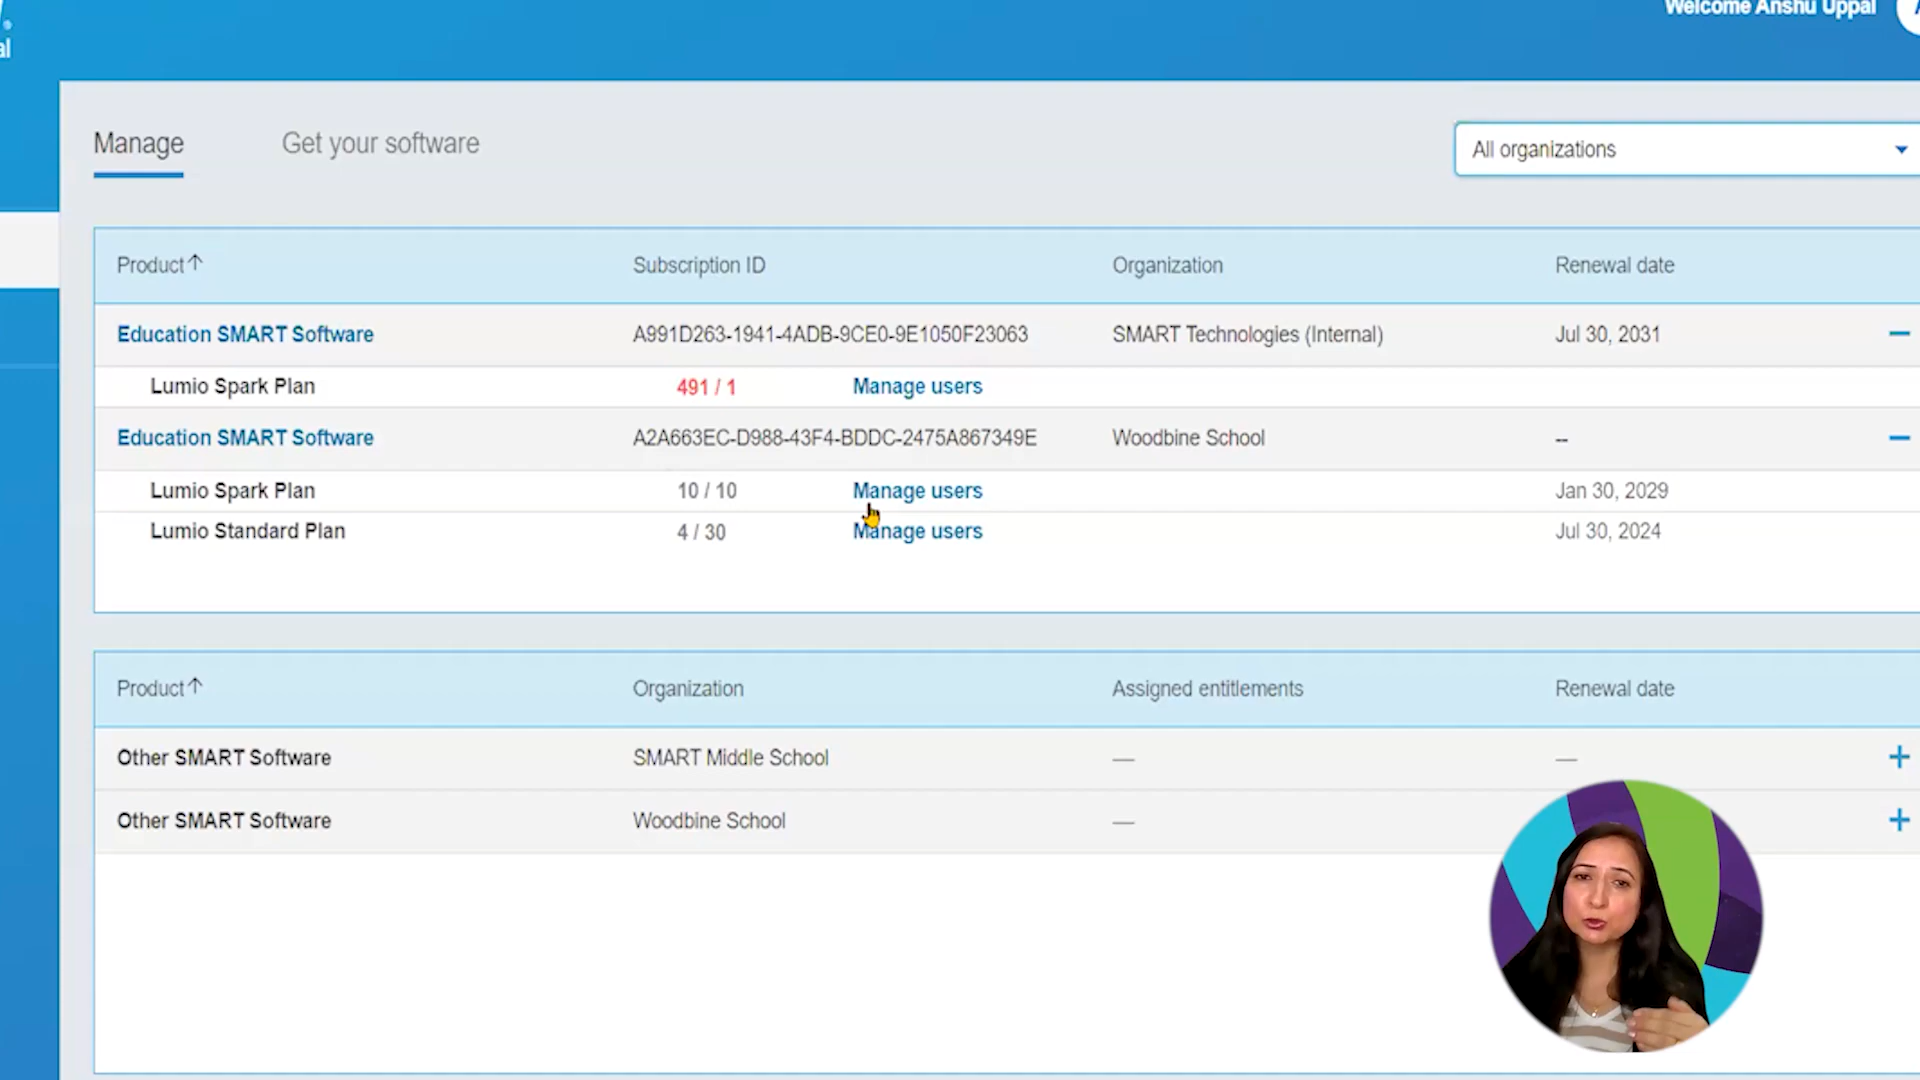 Welcome Anshu Uppal
al
Manage Get your software All organizations
Product Subscription ID Organization Renewal date
Education SMART Software A991D263-1941-4ADB-9CE0-9E1050F23063 SMART Technologies (Internal) Jul 30, 2031
Lumio Spark Plan 491 / 1 Manage users
Education SMART Software A2A663EC-D988-43F4-BDDC-2475A867349E Woodbine School --
Lumio Spark Plan 10 / 10 Manage users Jan 30, 2029
Lumio Standard Plan 4 / 30 Manage users Jul 30, 2024
Product Organization Assigned entitlements Renewal date
Other SMART Software SMART Middle School — —
Other SMART Software Woodbine School —